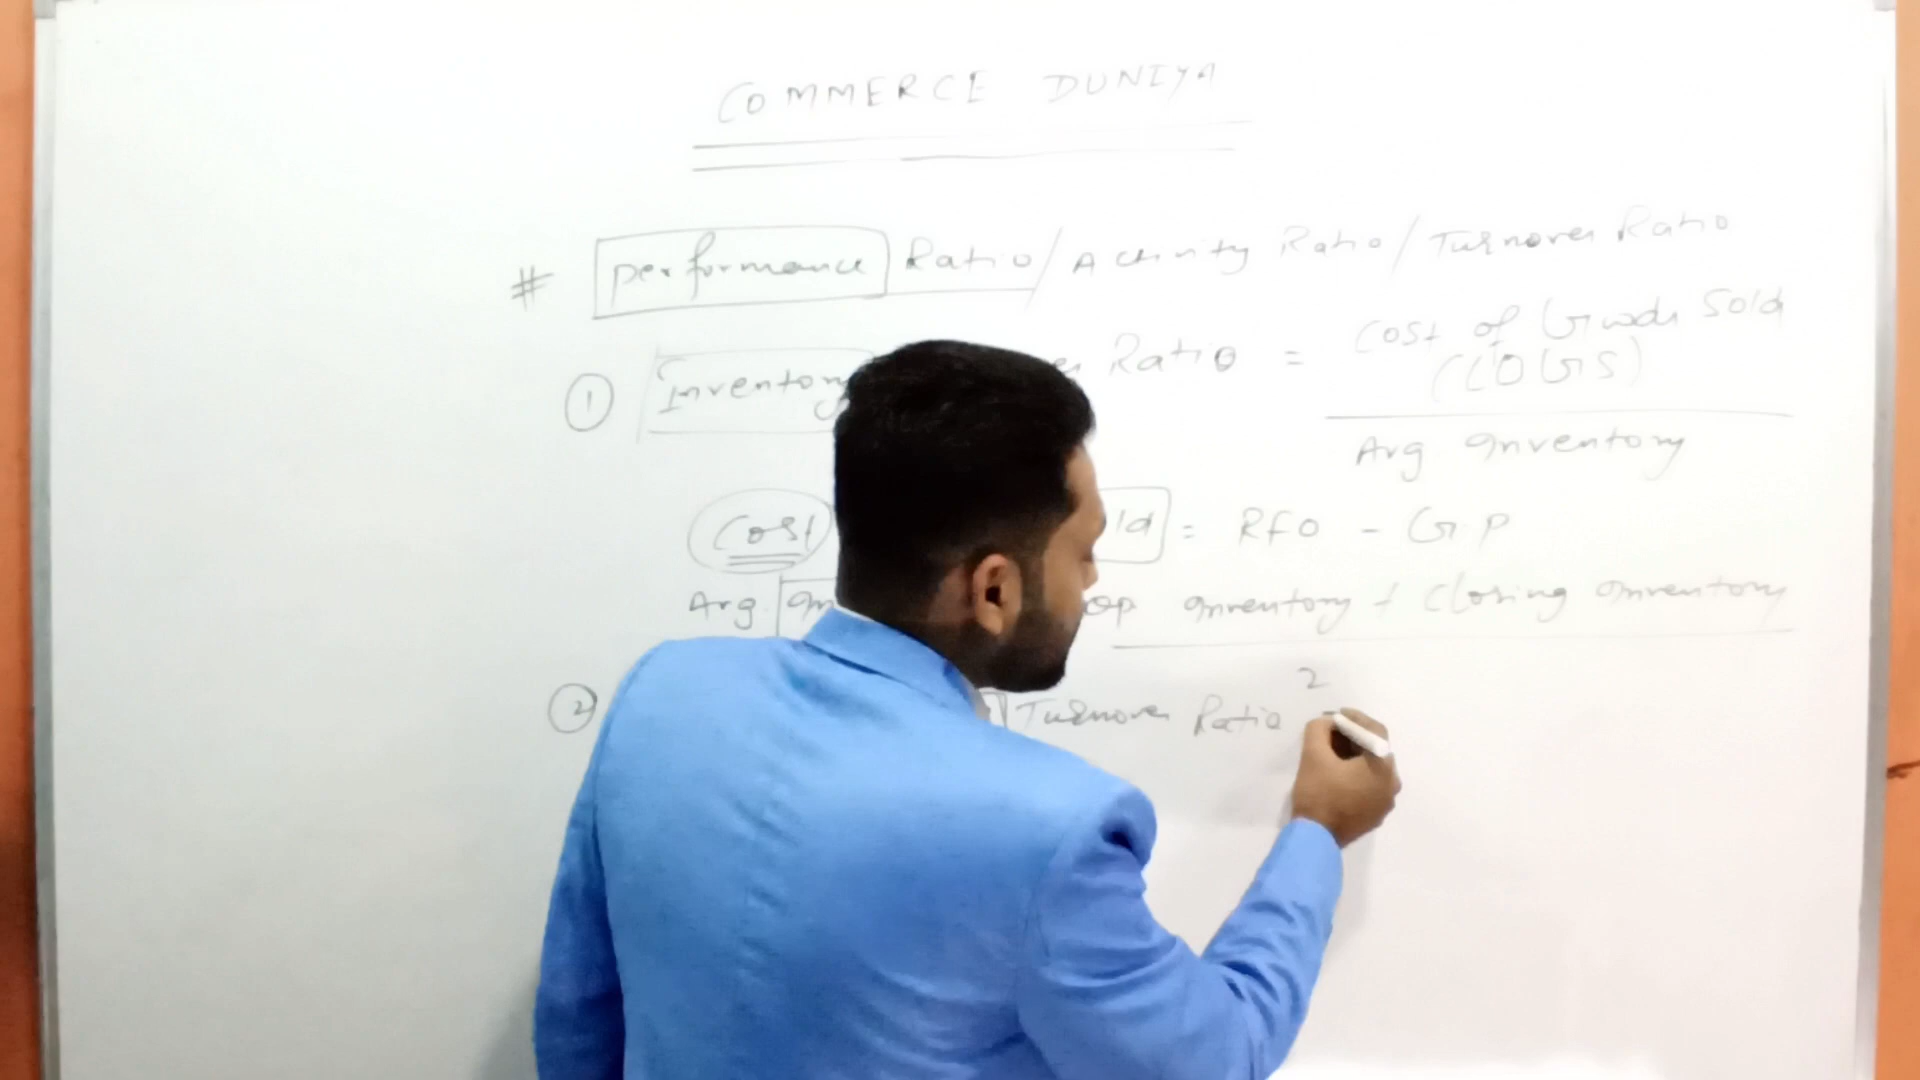 COMMERCE DUNIYA
# Performance Ratio / Activity Ratio / Turnover Ratio
① Inventory Ratio = Cost of Goods Sold
(COGS)
Avg Inventory
Cost = RFO - GP
Avg. op Inventory + Closing Inventory
2
② Turnover Ratio